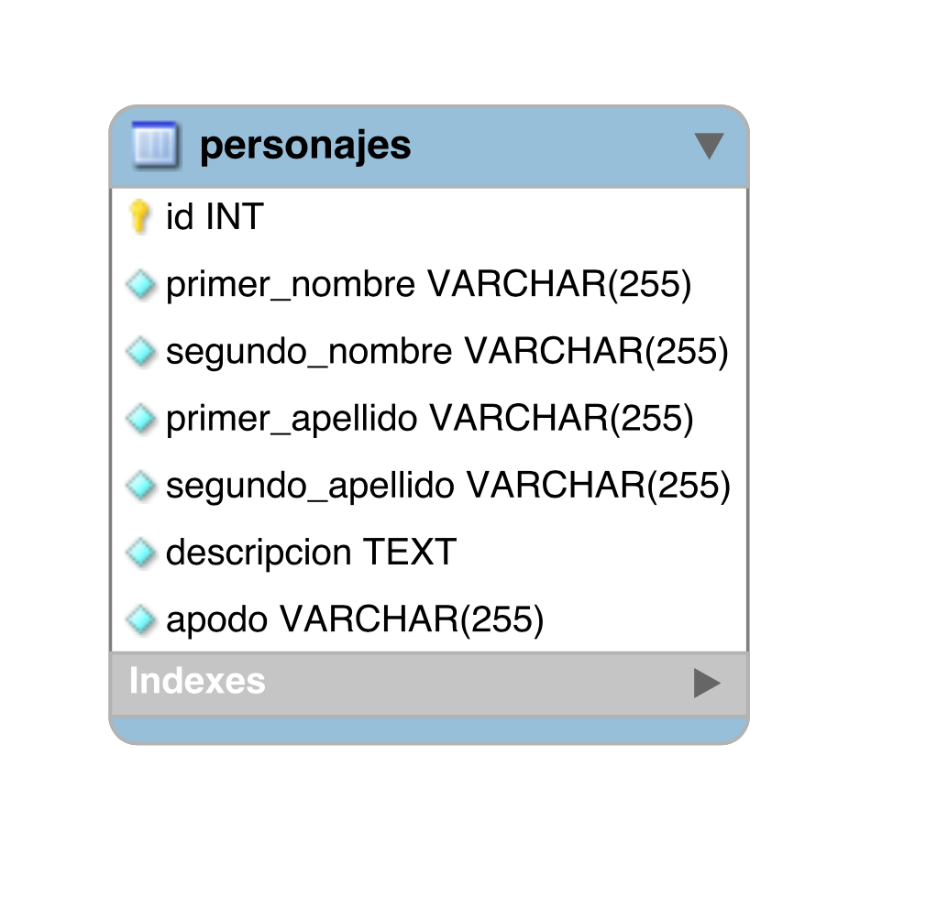 personajes
id INT
primer_nombre VARCHAR(255)
segundo_nombre VARCHAR(255)
primer_apellido VARCHAR(255)
segundo_apellido VARCHAR(255)
descripcion TEXT
apodo VARCHAR(255)
Indexes